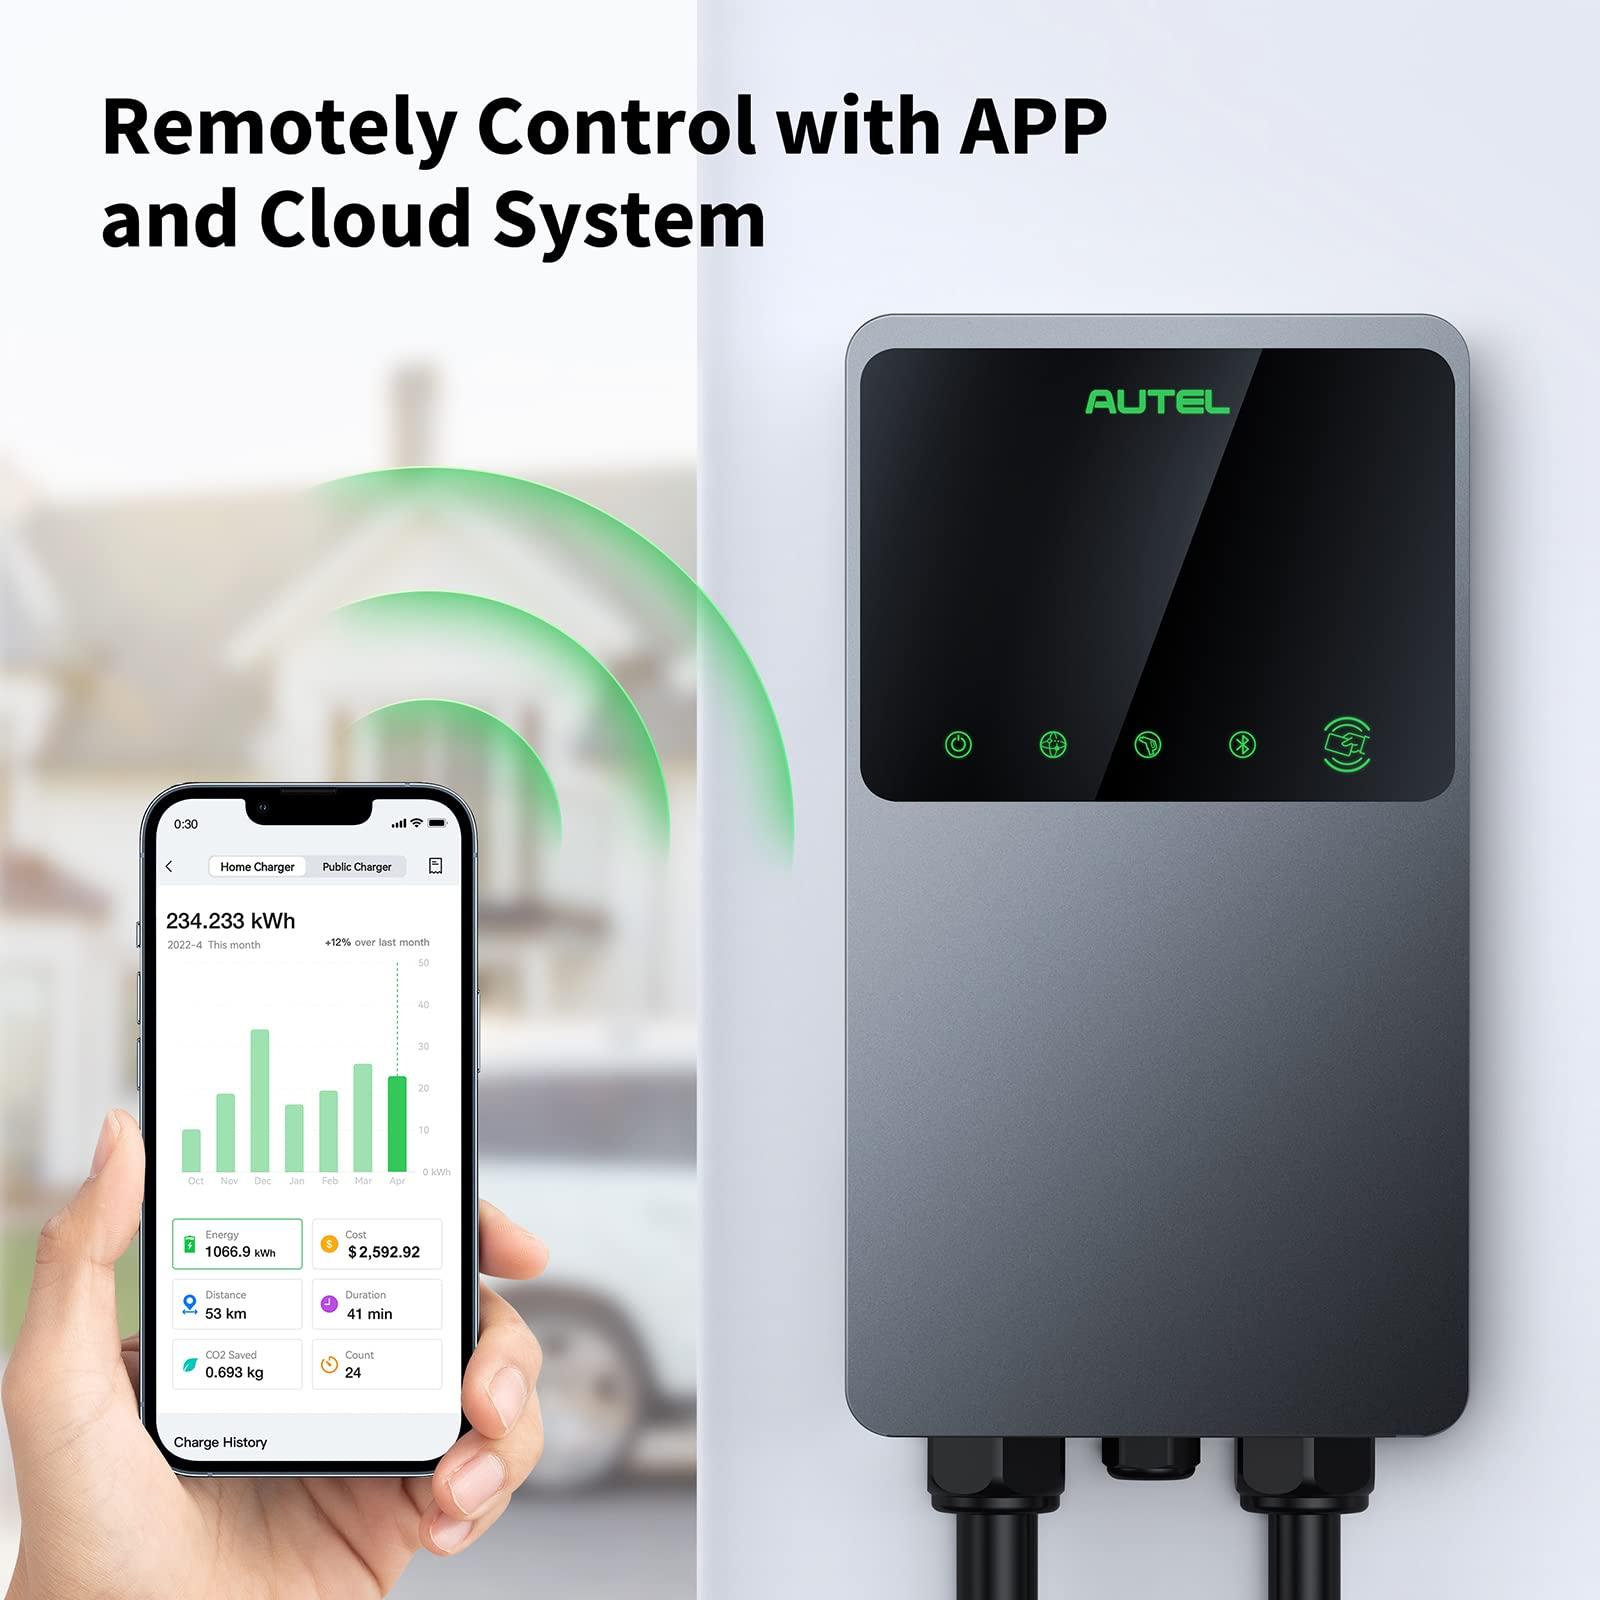 Remotely Control with APP
and Cloud System
AUTEL
0:30
Home Charger Public Charger
234.233 kWh
2022-4 This month +12% over last month
50
40
30
20
10
0 kWh
Oct Nov Dec Jan Feb Mar Apr
Energy
1066.9 kWh
Cost
$2,592.92
Distance
53 km
Duration
41 min
CO2 Saved
0.693 kg
Count
24
Charge History